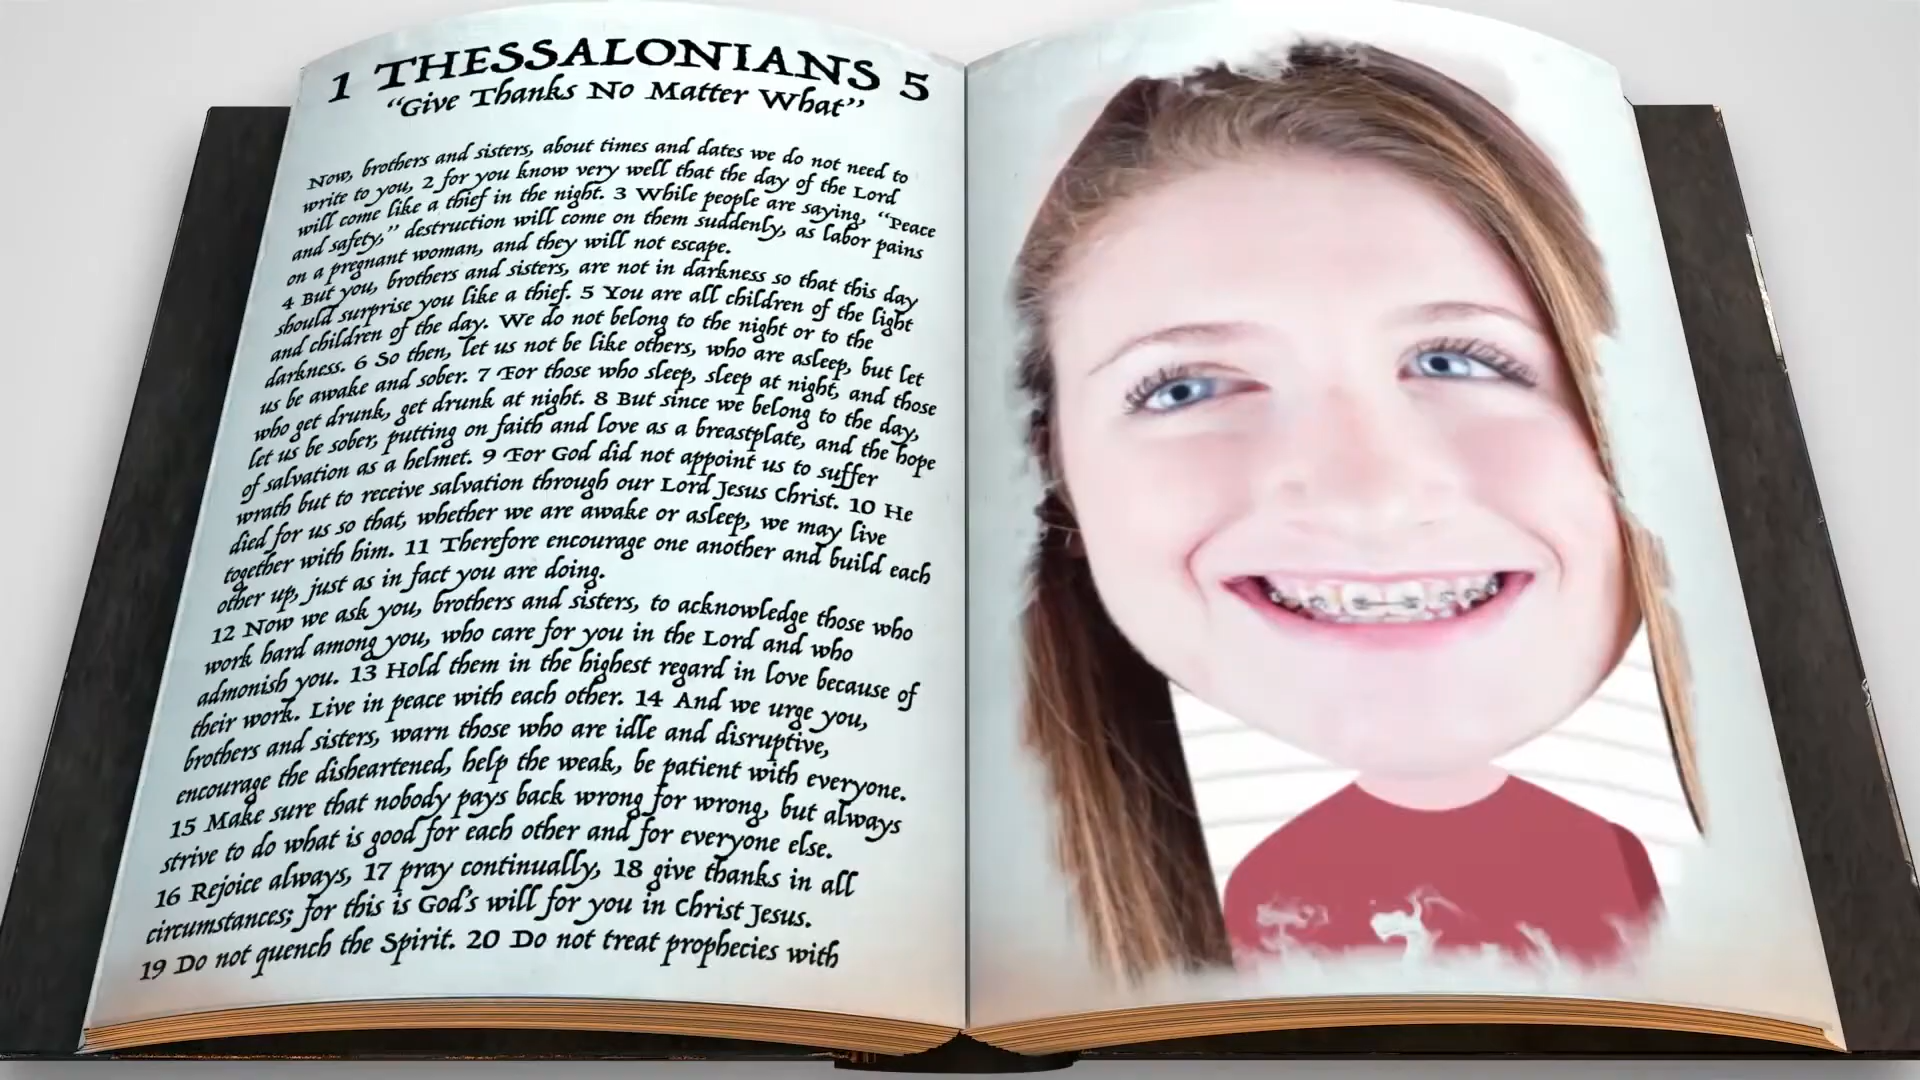 1 THESSALONIANS 5
“Give Thanks No Matter What”
Now, brothers and sisters, about times and dates we do not need to
write to you, 2 for you know very well that the day of the Lord
will come like a thief in the night. 3 While people are saying, “Peace
and safety,” destruction will come on them suddenly, as labor pains
on a pregnant woman, and they will not escape.
4 But you, brothers and sisters, are not in darkness so that this day
should surprise you like a thief. 5 You are all children of the light
and children of the day. We do not belong to the night or to the
darkness. 6 So then, let us not be like others, who are asleep, but let
us be awake and sober. 7 For those who sleep, sleep at night, and those
who get drunk, get drunk at night. 8 But since we belong to the day,
let us be sober, putting on faith and love as a breastplate, and the hope
of salvation as a helmet. 9 For God did not appoint us to suffer
wrath but to receive salvation through our Lord Jesus Christ. 10 He
died for us so that, whether we are awake or asleep, we may live
together with him. 11 Therefore encourage one another and build each
other up, just as in fact you are doing.
12 Now we ask you, brothers and sisters, to acknowledge those who
work hard among you, who care for you in the Lord and who
admonish you. 13 Hold them in the highest regard in love because of
their work. Live in peace with each other. 14 And we urge you,
brothers and sisters, warn those who are idle and disruptive,
encourage the disheartened, help the weak, be patient with everyone.
15 Make sure that nobody pays back wrong for wrong, but always
strive to do what is good for each other and for everyone else.
16 Rejoice always, 17 pray continually, 18 give thanks in all
circumstances; for this is God's will for you in Christ Jesus.
19 Do not quench the Spirit. 20 Do not treat prophecies with